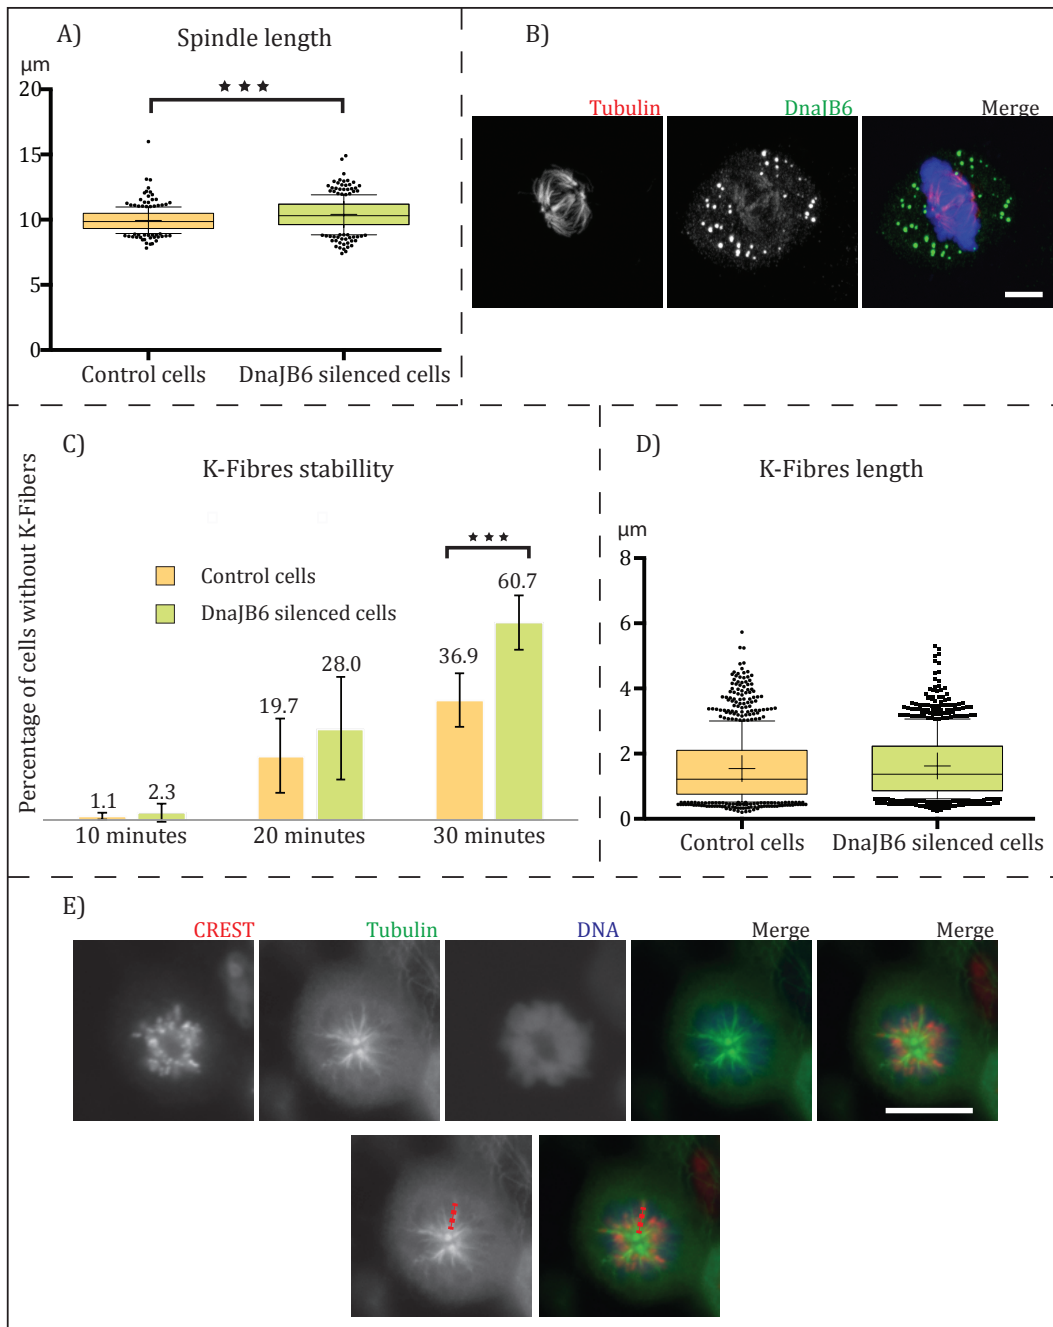 A)
Spindle length
μm
20
15
10
5
0
Control cells
DnaJB6 silenced cells
B)
Tubulin
DnaJB6
Merge
C)
K-Fibres stabillity
Percentage of cells without K-Fibers
Control cells
DnaJB6 silenced cells
1.1
2.3
19.7
28.0
36.9
60.7
10 minutes
20 minutes
30 minutes
D)
K-Fibres length
μm
8
6
4
2
0
Control cells
DnaJB6 silenced cells
E)
CREST
Tubulin
DNA
Merge
Merge